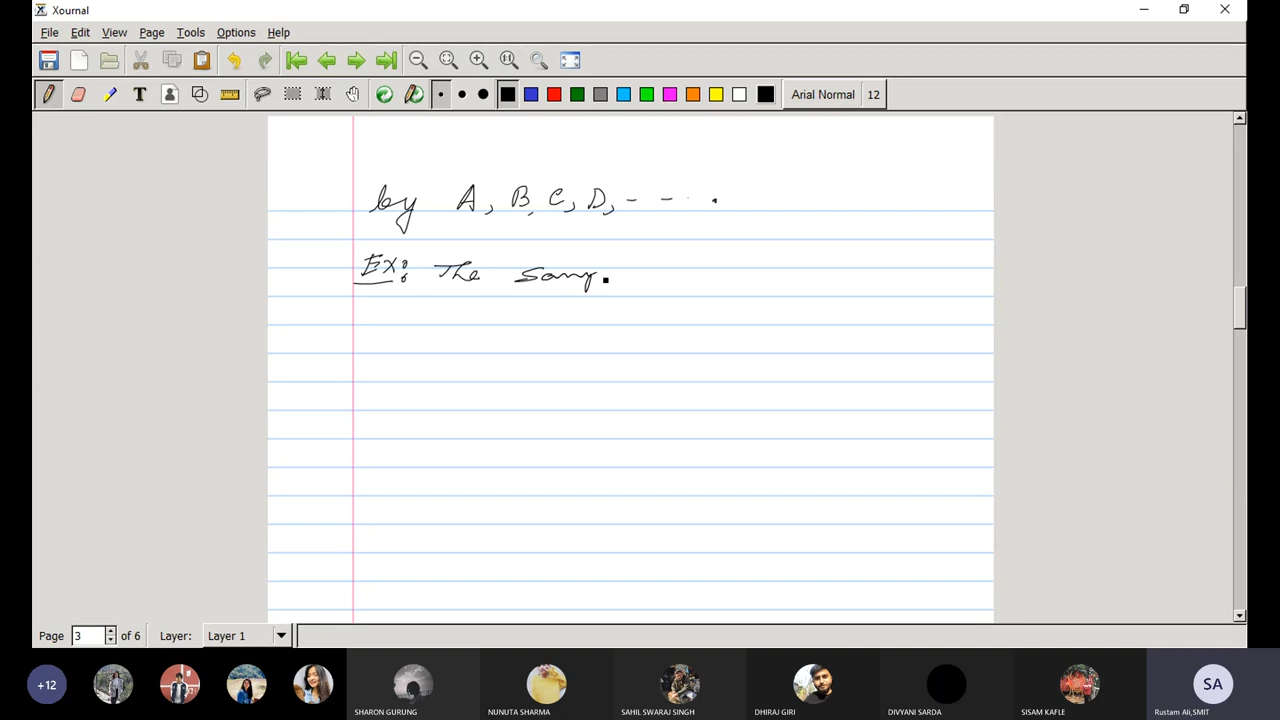 Xournal
File Edit View Page Tools Options Help
Arial Normal 12
by A, B, C, D, - - - .
Ex: The
Page 3 of 6 Layer: Layer 1
+12 SHARON GURUNG NUNUTA SHARMA SAHIL SWARAJ SINGH DHIRAJ GIRI DIVYANI SARDA SISAM KAFLE SA Rustam Ali,SMIT